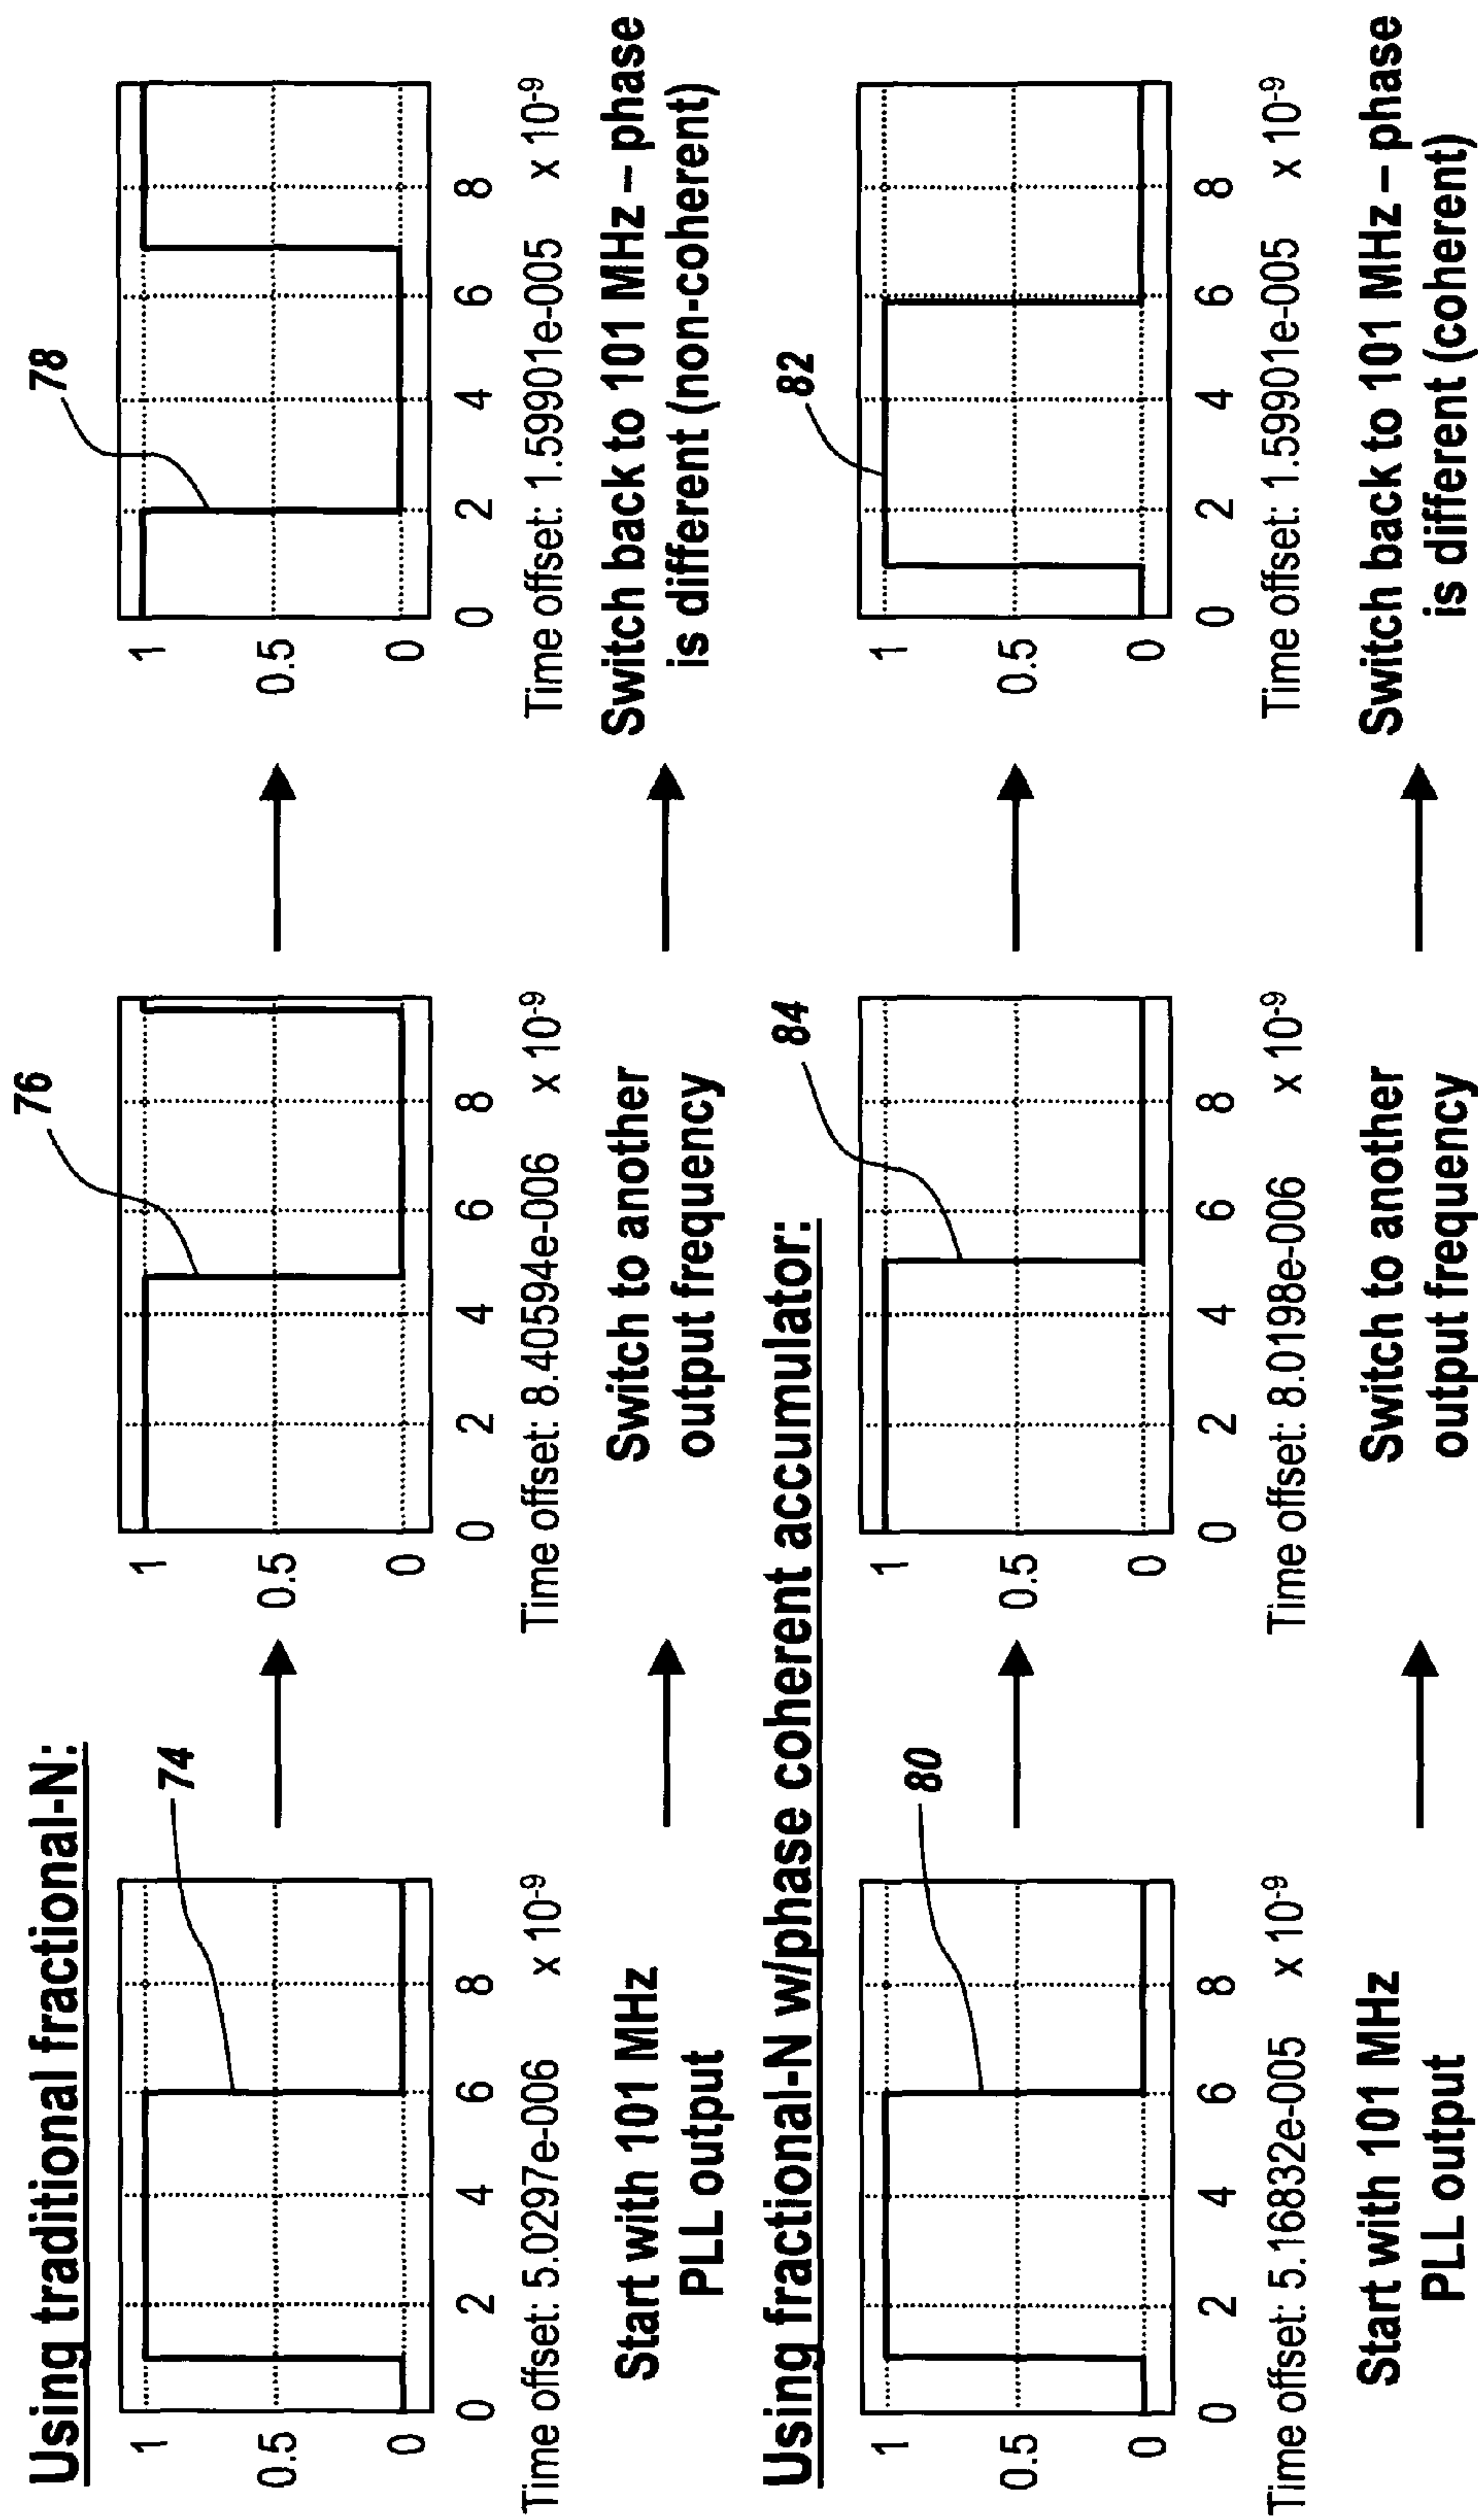 Using traditional fractional-N:
74
76
78
1
0.5
0
0 2 4 6 8
Time offset: 5.0297e-006 x 10-9
1
0.5
0
0 2 4 6 8
Time offset: 8.40594e-006 x 10-9
1
0.5
0
0 2 4 6 8
Time offset: 1.59901e-005 x 10-9
Start with 101 MHz
PLL output
Switch to another
output frequency
Switch back to 101 MHz – phase
is different (non-coherent)
Using fractional-N w/phase coherent accumulator:
80
84
82
1
0.5
0
0 2 4 6 8
Time offset: 5.16832e-005 x 10-9
1
0.5
0
0 2 4 6 8
Time offset: 8.0198e-006 x 10-9
1
0.5
0
0 2 4 6 8
Time offset: 1.59901e-005 x 10-9
Start with 101 MHz
PLL output
Switch to another
output frequency
Switch back to 101 MHz – phase
is different (coherent)